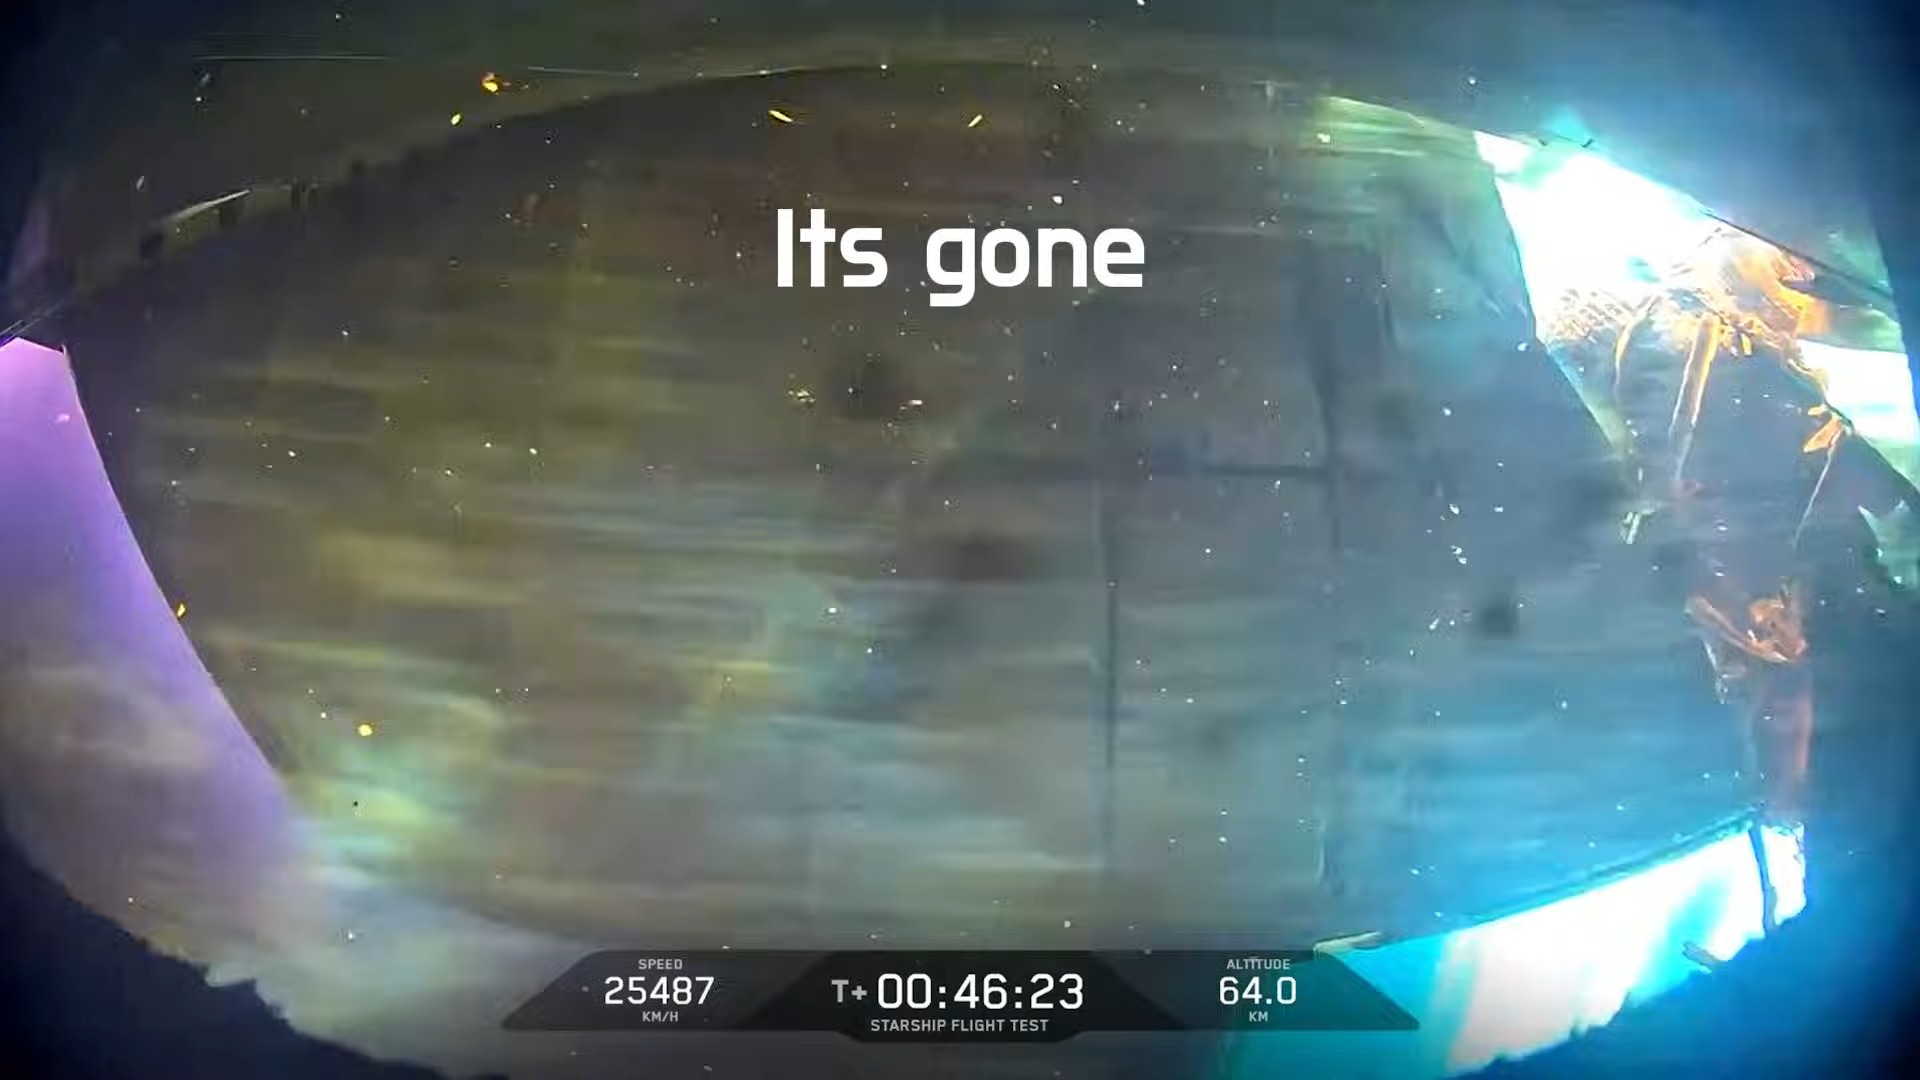 Its gone
SPEED
25487
KM/H
T+ 00:46:23
STARSHIP FLIGHT TEST
ALTITUDE
64.0
KM